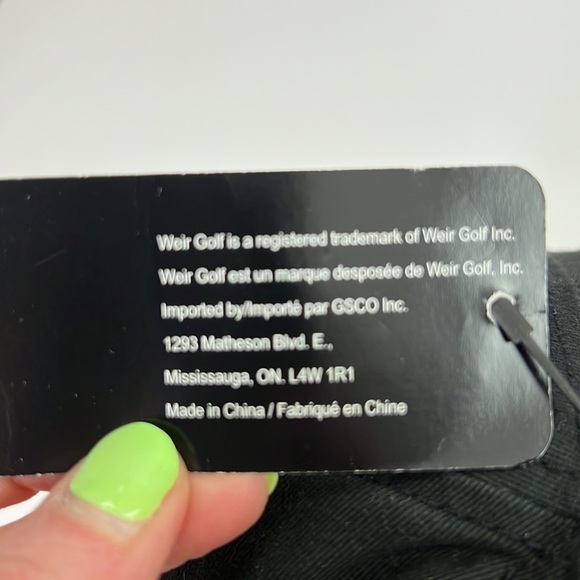 Weir Golf is a registered trademark of Weir Golf Inc.
Weir Golf est un marque desposée de Weir Golf, Inc.
Imported by/Importé par GSCO Inc.
1293 Matheson Blvd. E.,
Mississauga, ON. L4W 1R1
Made in China / Fabriqué en Chine